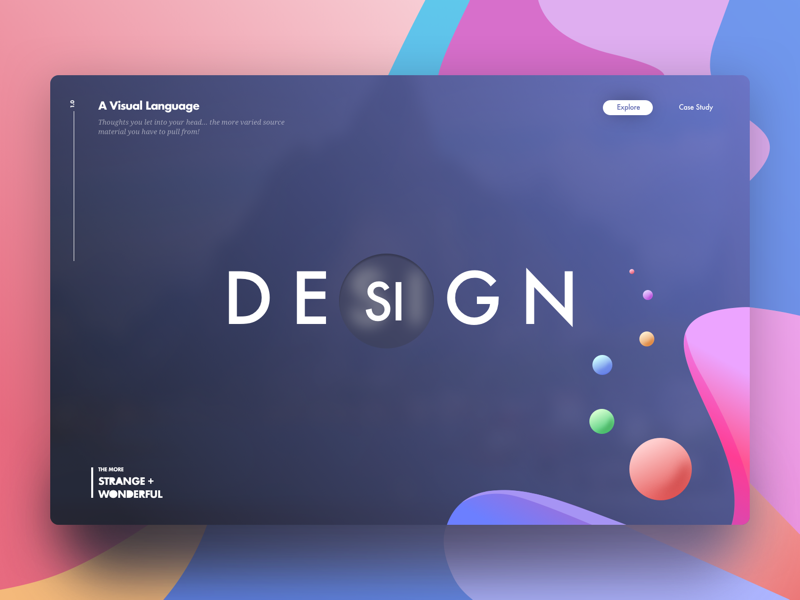 1.0
A Visual Language
Thoughts you let into your head... the more varied source
material you have to pull from!
Explore
Case Study
DESIGN
THE MORE
STRANGE +
WONDERFUL